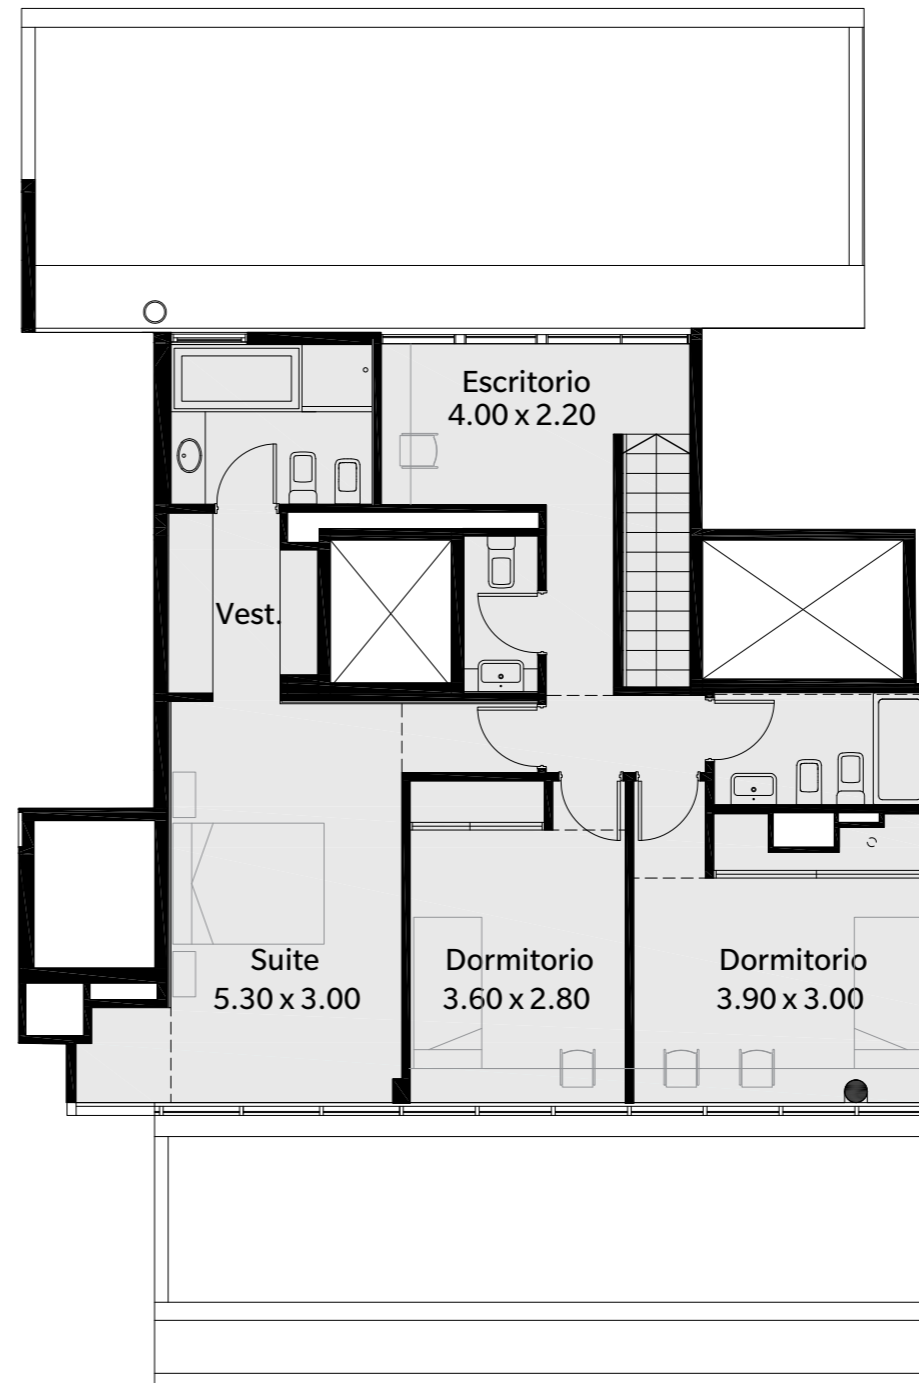 Escritorio
4.00 x 2.20
Vest.
Suite
5.30 x 3.00
Dormitorio
3.60 x 2.80
Dormitorio
3.90 x 3.00